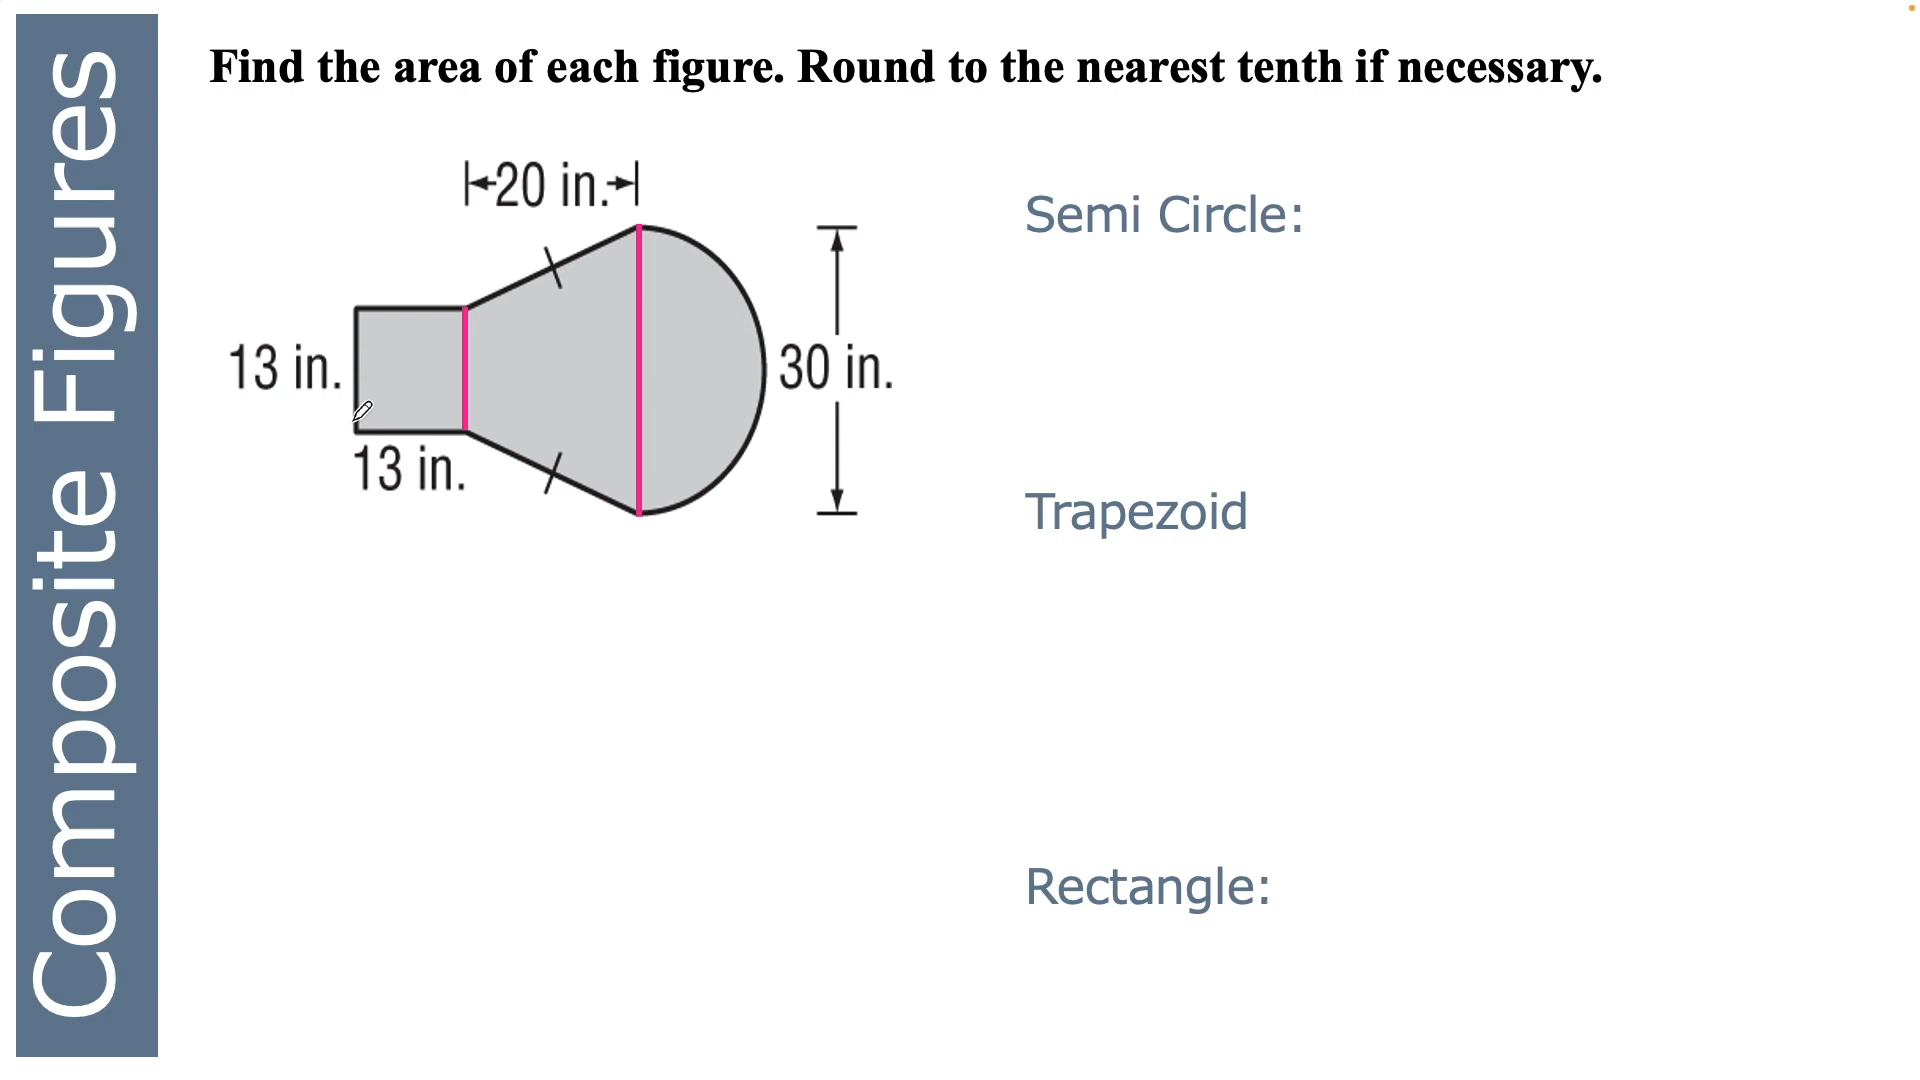 Composite Figures
Find the area of each figure. Round to the nearest tenth if necessary.
20 in.
Semi Circle:
13 in.
30 in.
13 in.
Trapezoid
Rectangle: